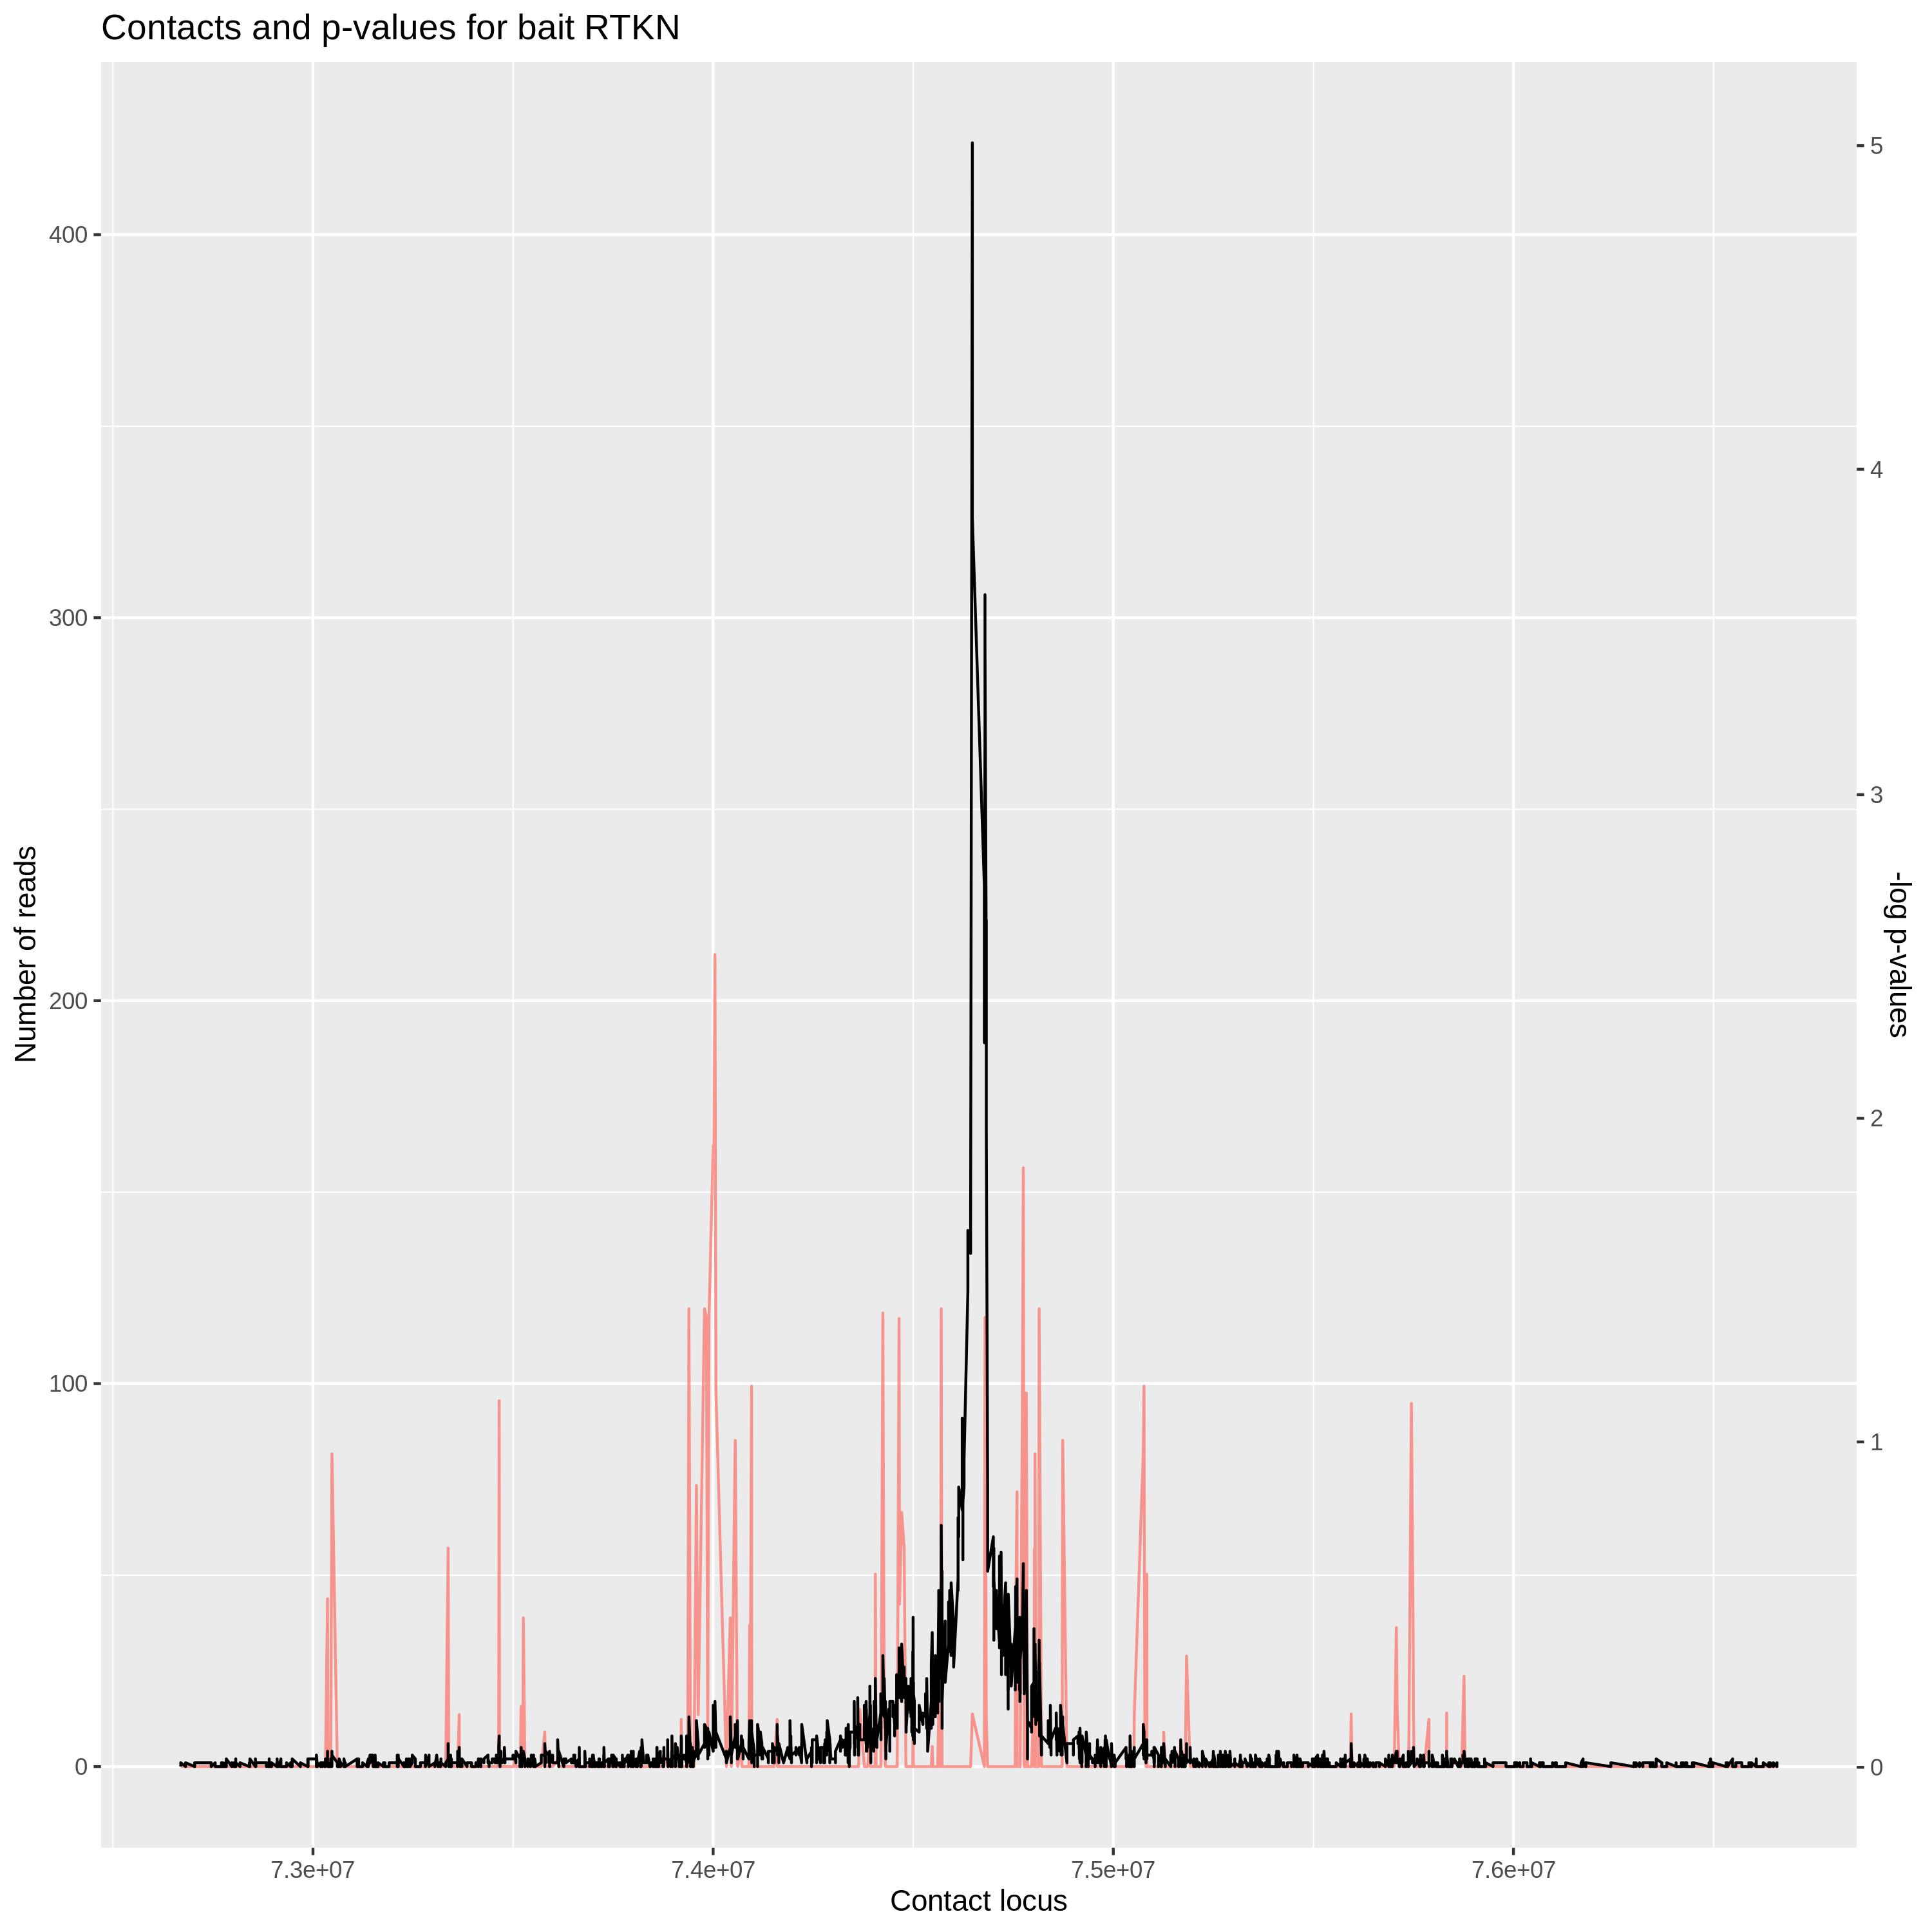 Contacts and p-values for bait RTKN
400
300
200
100
0
Number of reads
5
4
3
2
1
0
-log p-values
7.3e+07
7.4e+07
7.5e+07
7.6e+07
Contact locus